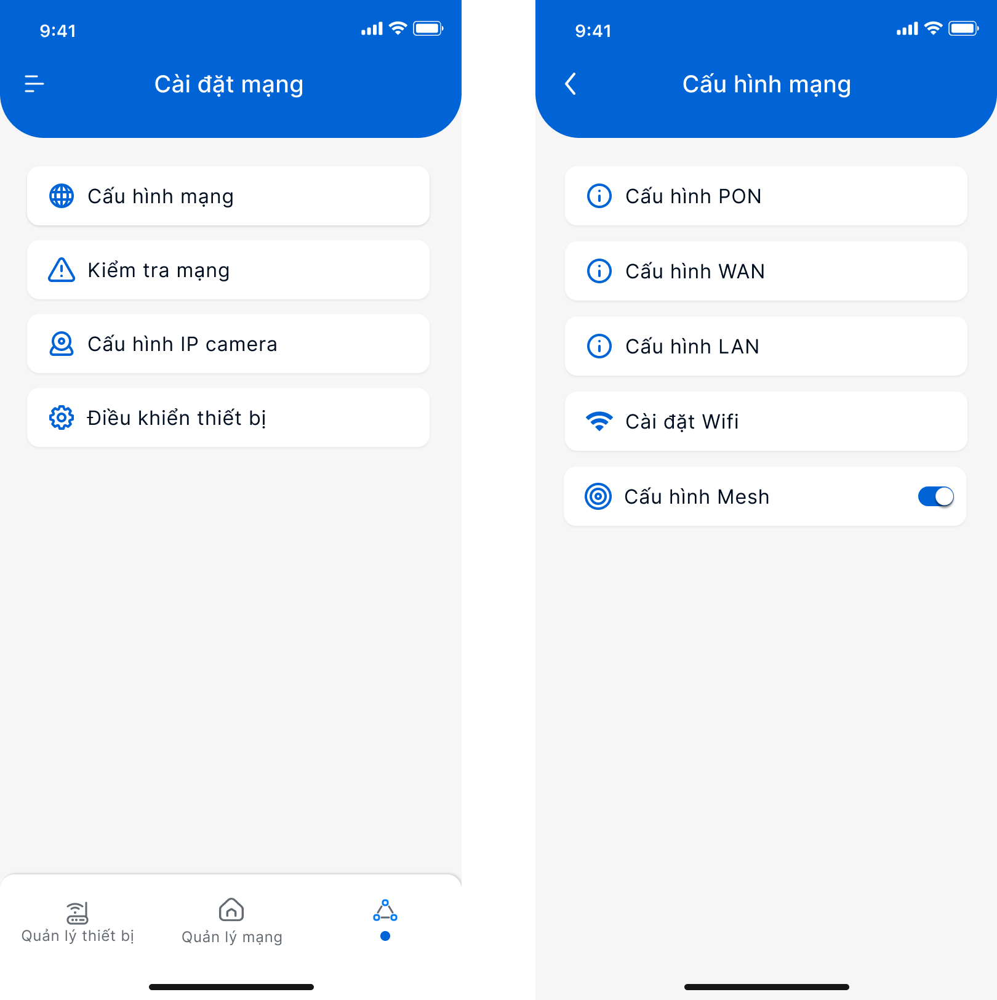 9:41
Cài đặt mạng
Cấu hình mạng
Kiểm tra mạng
Cấu hình IP camera
Điều khiển thiết bị
Quản lý thiết bị
Quản lý mạng
9:41
Cấu hình mạng
Cấu hình PON
Cấu hình WAN
Cấu hình LAN
Cài đặt Wifi
Cấu hình Mesh